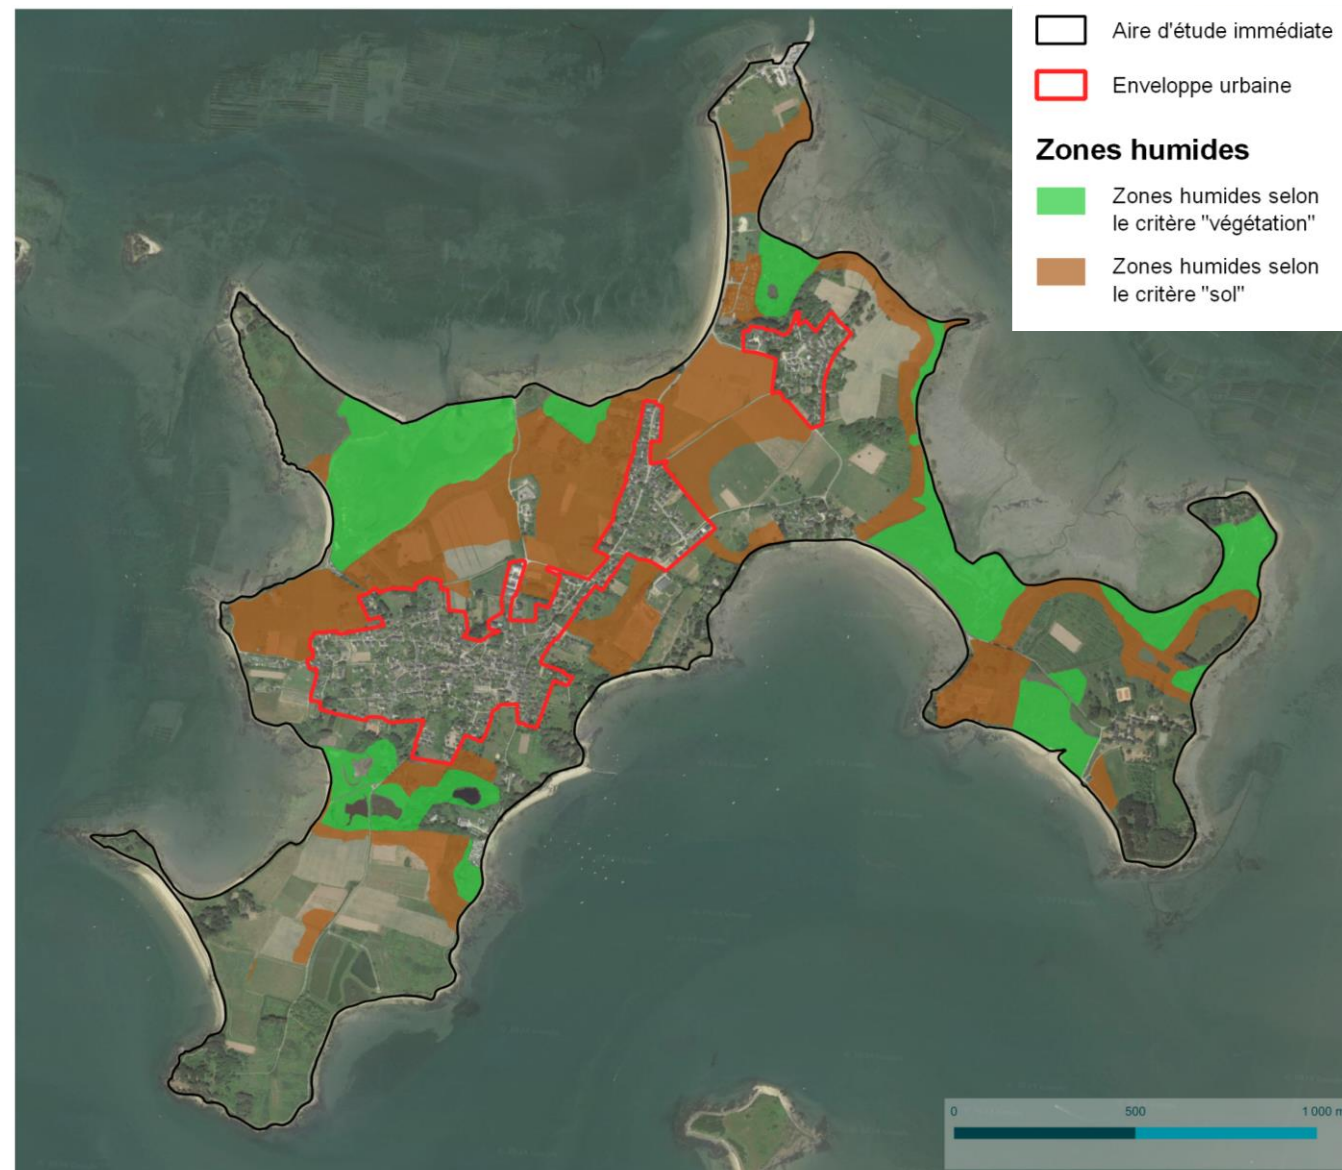 Aire d'étude immédiate
Enveloppe urbaine
Zones humides
Zones humides selon
le critère "végétation"
Zones humides selon
le critère "sol"
0 500 1 000 m